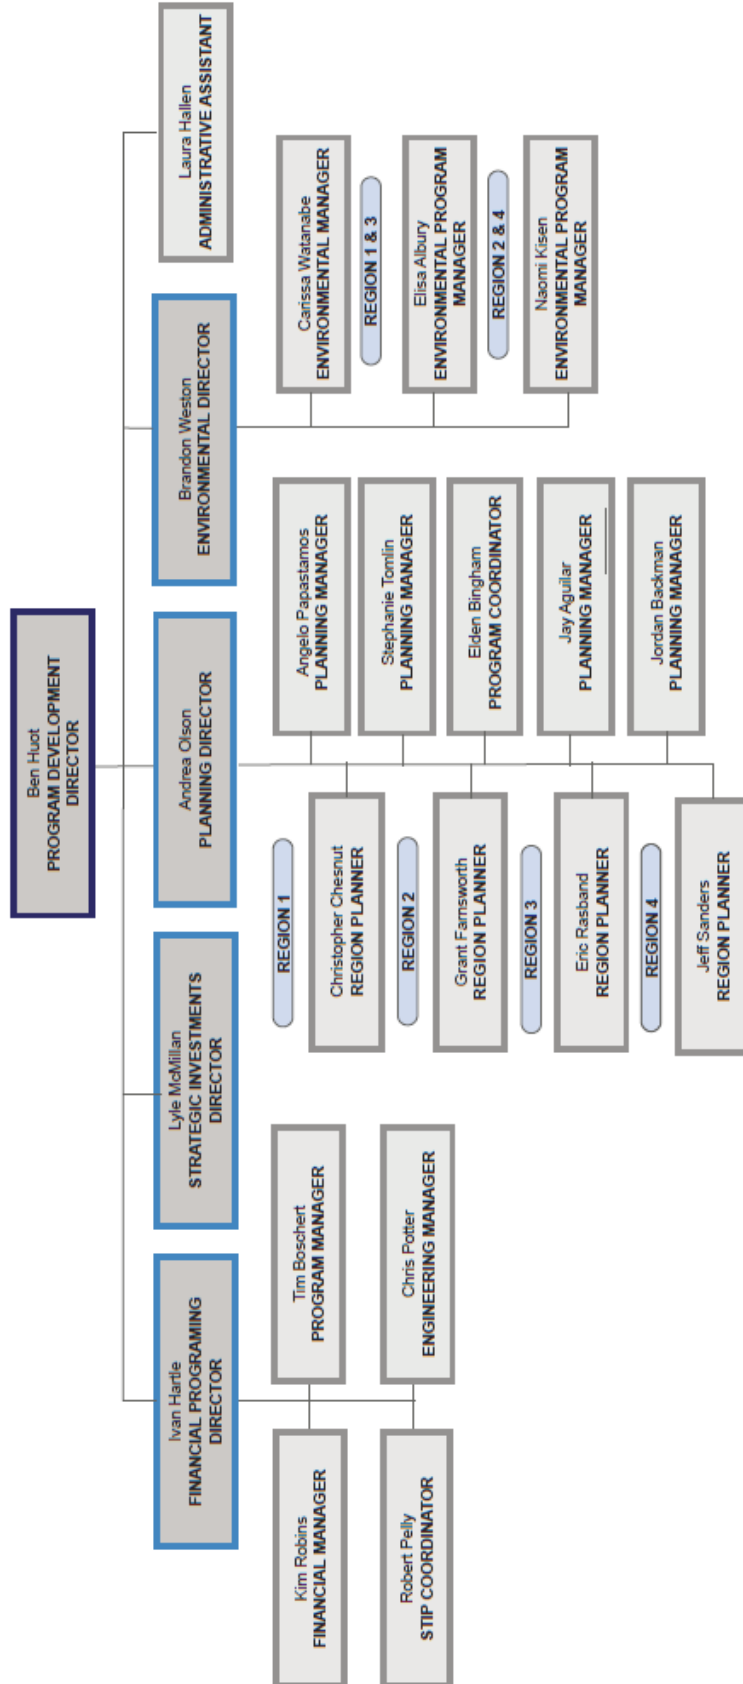 Ben Huot
PROGRAM DEVELOPMENT
DIRECTOR
Ivan Hartle
FINANCIAL PROGRAMING
DIRECTOR
Lyle McMillan
STRATEGIC INVESTMENTS
DIRECTOR
Andrea Olson
PLANNING DIRECTOR
Brandon Weston
ENVIRONMENTAL DIRECTOR
Laura Hallen
ADMINISTRATIVE ASSISTANT
Kim Robins
FINANCIAL MANAGER
Tim Boschert
PROGRAM MANAGER
Robert Pelly
STIP COORDINATOR
Chris Potter
ENGINEERING MANAGER
REGION 1
Christopher Chesnut
REGION PLANNER
REGION 2
Grant Farnsworth
REGION PLANNER
REGION 3
Eric Rasband
REGION PLANNER
REGION 4
Jeff Sanders
REGION PLANNER
Angelo Papastamos
PLANNING MANAGER
Stephanie Tomlin
PLANNING MANAGER
Elden Bingham
PROGRAM COORDINATOR
Jay Aguilar
PLANNING MANAGER
Jordan Backman
PLANNING MANAGER
Carissa Watanabe
ENVIRONMENTAL MANAGER
REGION 1 & 3
Elisa Albury
ENVIRONMENTAL PROGRAM
MANAGER
REGION 2 & 4
Naomi Kisen
ENVIRONMENTAL PROGRAM
MANAGER